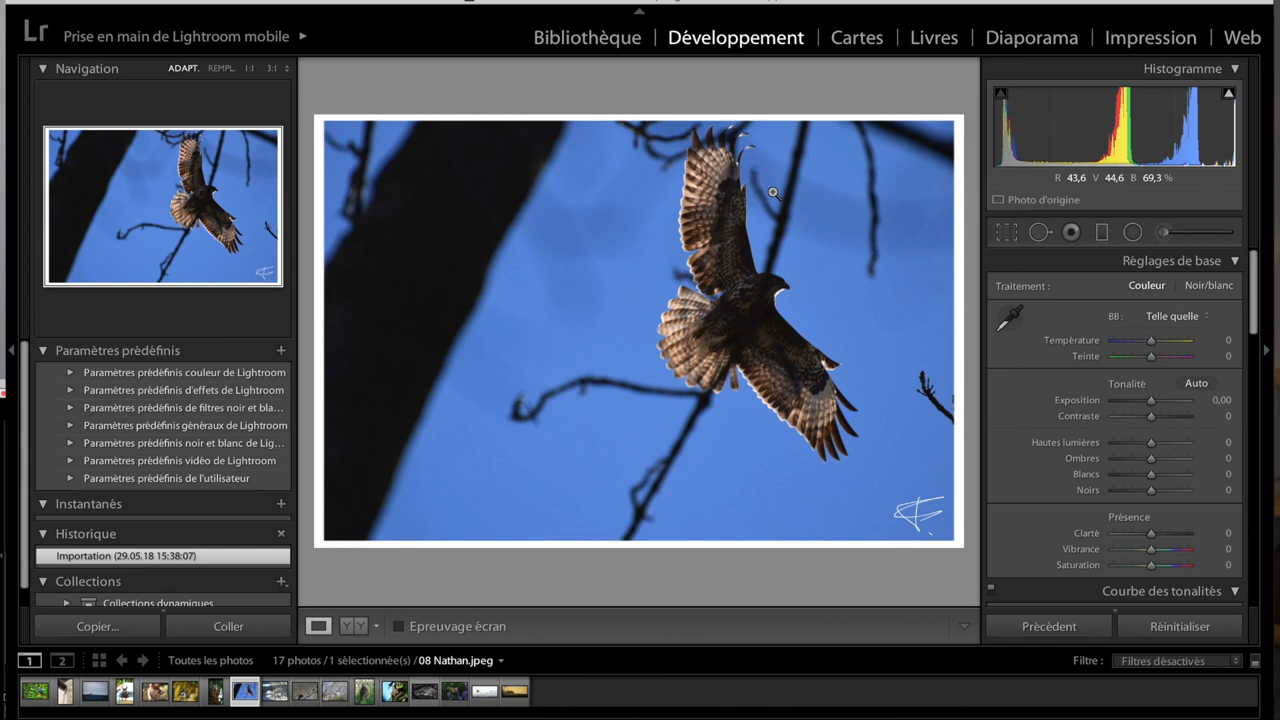 Lr Prise en main de Lightroom mobile
Bibliothèque | Développement | Cartes | Livres | Diaporama | Impression | Web
Navigation ADAPT. REMPL. 1:1 3:1
Paramètres prédéfinis
Paramètres prédéfinis couleur de Lightroom
Paramètres prédéfinis d'effets de Lightroom
Paramètres prédéfinis de filtres noir et bla...
Paramètres prédéfinis généraux de Lightroom
Paramètres prédéfinis noir et blanc de Lig...
Paramètres prédéfinis vidéo de Lightroom
Paramètres prédéfinis de l'utilisateur
Instantanés
Historique
Importation (29.05.18 15:38:07)
Collections
Collections dynamiques
Copier... Coller
Epreuvage écran
Histogramme
R 43,6 V 44,6 B 69,3 %
Photo d'origine
Réglages de base
Traitement : Couleur Noir/blanc
BB : Telle quelle
Température 0
Teinte 0
Tonalité Auto
Exposition 0,00
Contraste 0
Hautes lumières 0
Ombres 0
Blancs 0
Noirs 0
Présence
Clarté 0
Vibrance 0
Saturation 0
Courbe des tonalités
Précédent Réinitialiser
1 2 Toutes les photos 17 photos/1 sélectionnée(s) /08 Nathan.jpeg
Filtre : Filtres désactivés